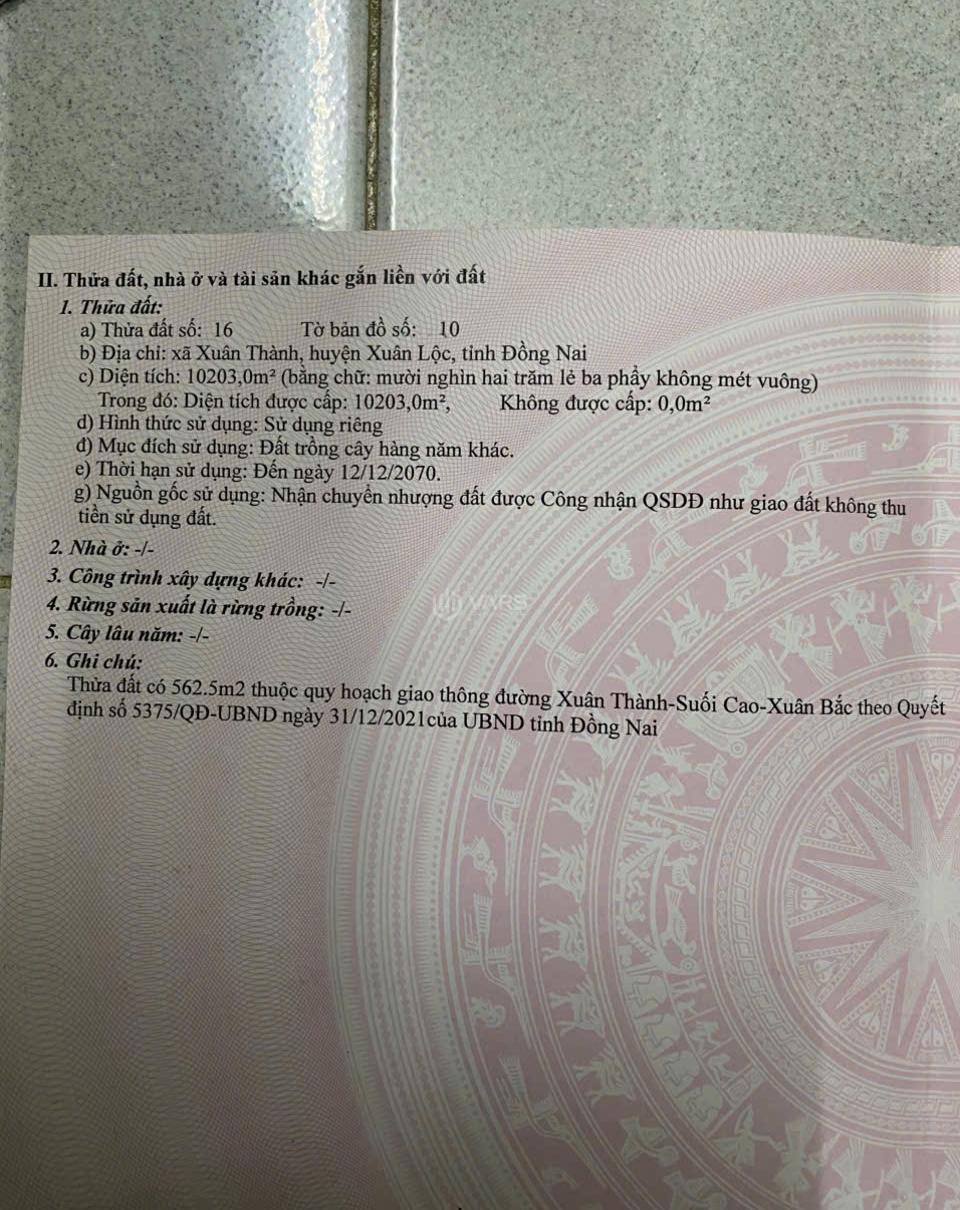 II. Thửa đất, nhà ở và tài sản khác gắn liền với đất
1. Thửa đất:
a) Thửa đất số: 16 Tờ bản đồ số: 10
b) Địa chỉ: xã Xuân Thành, huyện Xuân Lộc, tỉnh Đồng Nai
c) Diện tích: 10203,0m² (bằng chữ: mười nghìn hai trăm lẻ ba phẩy không mét vuông)
Trong đó: Diện tích được cấp: 10203,0m², Không được cấp: 0,0m²
d) Hình thức sử dụng: Sử dụng riêng
đ) Mục đích sử dụng: Đất trồng cây hàng năm khác.
e) Thời hạn sử dụng: Đến ngày 12/12/2070.
g) Nguồn gốc sử dụng: Nhận chuyển nhượng đất được Công nhận QSDĐ như giao đất không thu
tiền sử dụng đất.
2. Nhà ở: -/-
3. Công trình xây dựng khác: -/-
4. Rừng sản xuất là rừng trồng: -/-
5. Cây lâu năm: -/-
6. Ghi chú:
Thửa đất có 562.5m2 thuộc quy hoạch giao thông đường Xuân Thành-Suối Cao-Xuân Bắc theo Quyết
định số 5375/QĐ-UBND ngày 31/12/2021của UBND tỉnh Đồng Nai